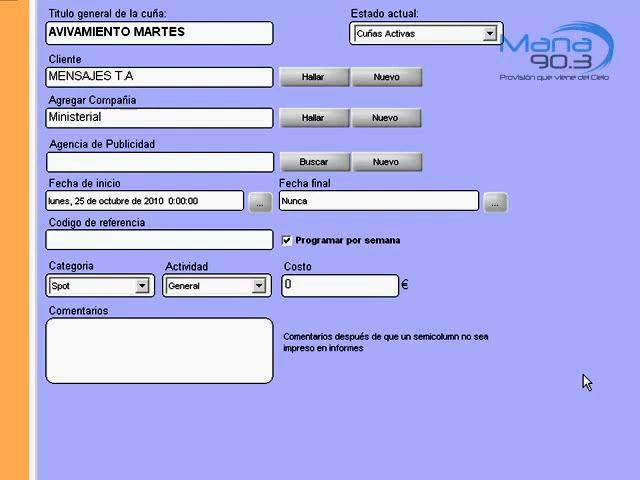 Titulo general de la cuña:
Estado actual:
AVIVAMIENTO MARTES
Cuñas Activas
Mana
90.3
Provisión que viene del Cielo
Cliente
MENSAJES T.A
Hallar
Nuevo
Agregar Compañia
Ministerial
Hallar
Nuevo
Agencia de Publicidad
Buscar
Nuevo
Fecha de inicio
Fecha final
lunes, 25 de octubre de 2010 0:00:00
...
Nunca
...
Codigo de referencia
Programar por semana
Categoria
Actividad
Costo
Spot
General
0
€
Comentarios
Comentarios después de que un semicolumn no sea
impreso en informes